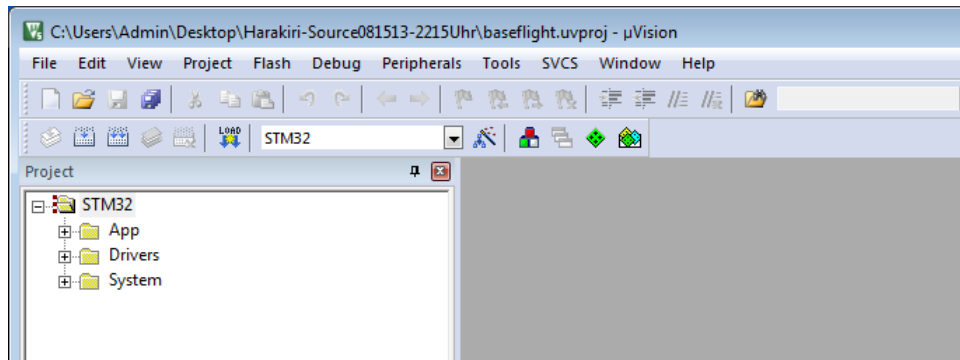 C:\Users\Admin\Desktop\Harakiri-Source081513-2215Uhr\baseflight.uvproj - µVision
File Edit View Project Flash Debug Peripherals Tools SVCS Window Help
LOAD STM32
Project
STM32
App
Drivers
System